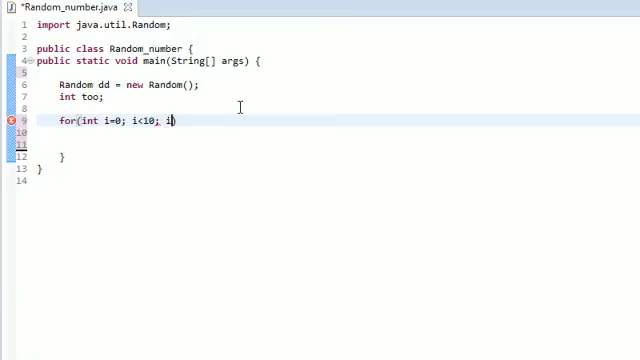 *Random_number.java
1 import java.util.Random;
2
3 public class Random_number {
4 public static void main(String[] args) {
5
6 Random dd = new Random();
7 int too;
8
9 for(int i=0; i<10; i)
10
11
12 }
13 }
14